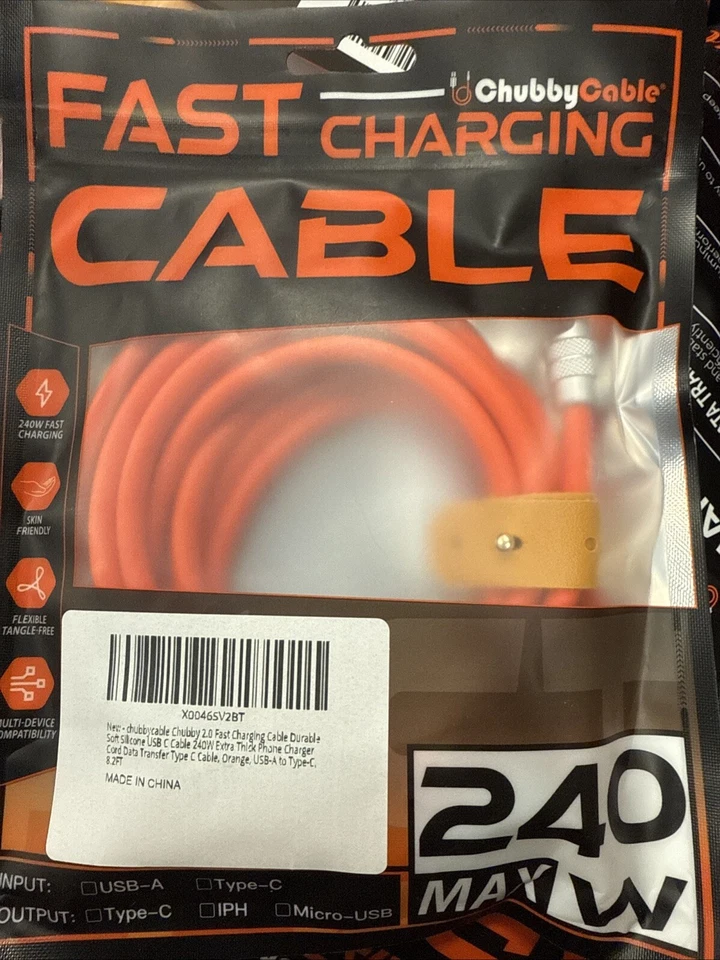 ChubbyCable
FAST CHARGING
CABLE
240W FAST
CHARGING
SKIN
FRIENDLY
FLEXIBLE
TANGLE-FREE
MULTI-DEVICE
COMPATIBILITY
X0046SV2BT
New - chubbycable Chubby 2.0 Fast Charging Cable Durable
Soft Silicone USB C Cable 240W Extra Thick Phone Charger
Cord Data Transfer Type C Cable, Orange, USB-A to Type-C,
8.2FT
MADE IN CHINA
240
MAX W
INPUT: □USB-A □Type-C
OUTPUT: □Type-C □IPH □Micro-USB